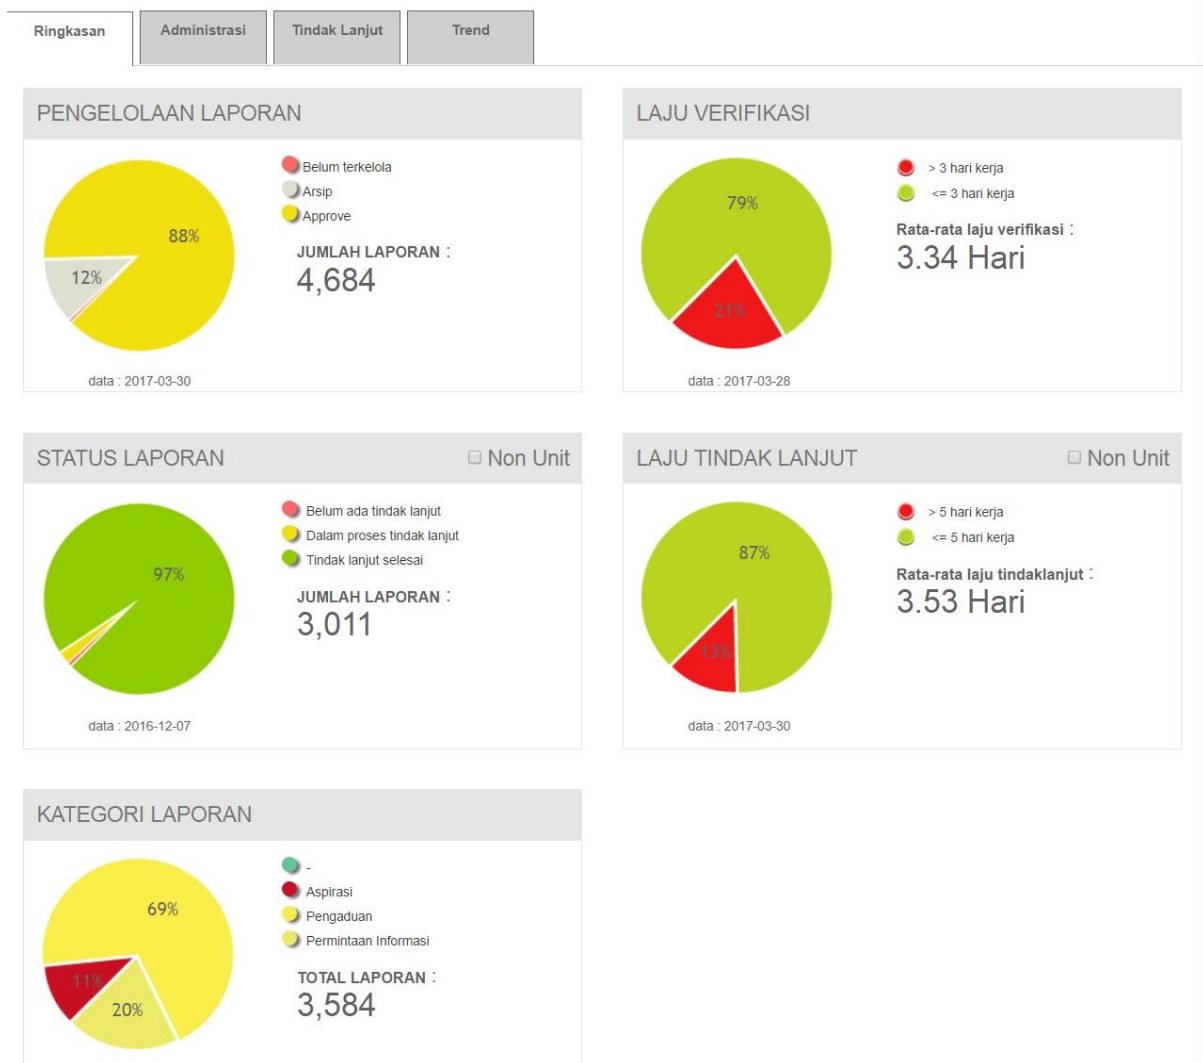 Ringkasan
Administrasi
Tindak Lanjut
Trend
PENGELOLAAN LAPORAN
88%
12%
Belum terkelola
Arsip
Approve
JUMLAH LAPORAN :
4,684
data : 2017-03-30
LAJU VERIFIKASI
79%
21%
> 3 hari kerja
<= 3 hari kerja
Rata-rata laju verifikasi :
3.34 Hari
data : 2017-03-28
STATUS LAPORAN
Non Unit
97%
Belum ada tindak lanjut
Dalam proses tindak lanjut
Tindak lanjut selesai
JUMLAH LAPORAN :
3,011
data : 2016-12-07
LAJU TINDAK LANJUT
Non Unit
87%
13%
> 5 hari kerja
<= 5 hari kerja
Rata-rata laju tindaklanjut :
3.53 Hari
data : 2017-03-30
KATEGORI LAPORAN
69%
11%
20%
-
Aspirasi
Pengaduan
Permintaan Informasi
TOTAL LAPORAN :
3,584